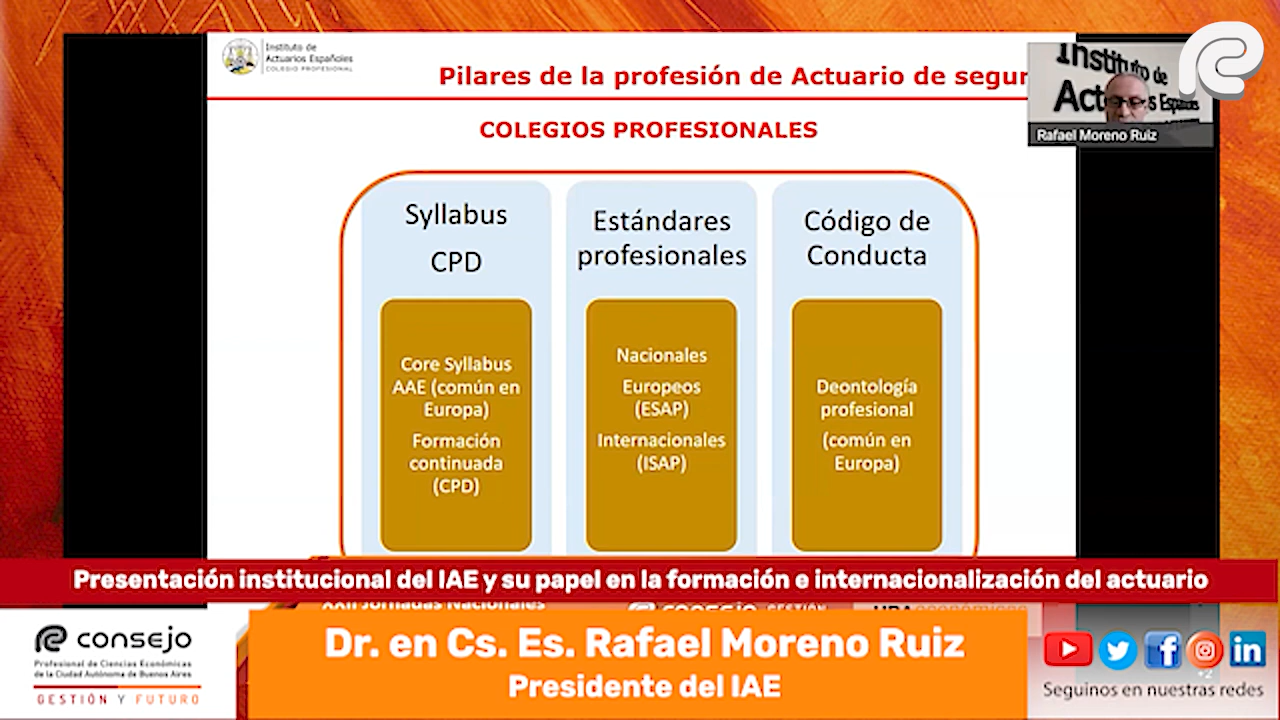 Instituto de
Actuarios Españoles
COLEGIO PROFESIONAL
Pilares de la profesión de Actuario de segur
Instituto de
Actuarios Españoles
Rafael Moreno Ruiz
COLEGIOS PROFESIONALES
Syllabus
CPD
Core Syllabus
AAE (común en
Europa)
Formación
continuada
(CPD)
Estándares
profesionales
Nacionales
Europeos
(ESAP)
Internacionales
(ISAP)
Código de
Conducta
Deontología
profesional
(común en
Europa)
Presentación institucional del IAE y su papel en la formación e internacionalización del actuario
XXII Jornadas Nacionales
consejo
Profesional de Ciencias Económicas
de la Ciudad Autónoma de Buenos Aires
GESTIÓN Y FUTURO
Dr. en Cs. Es. Rafael Moreno Ruiz
Presidente del IAE
+2
Seguinos en nuestras redes